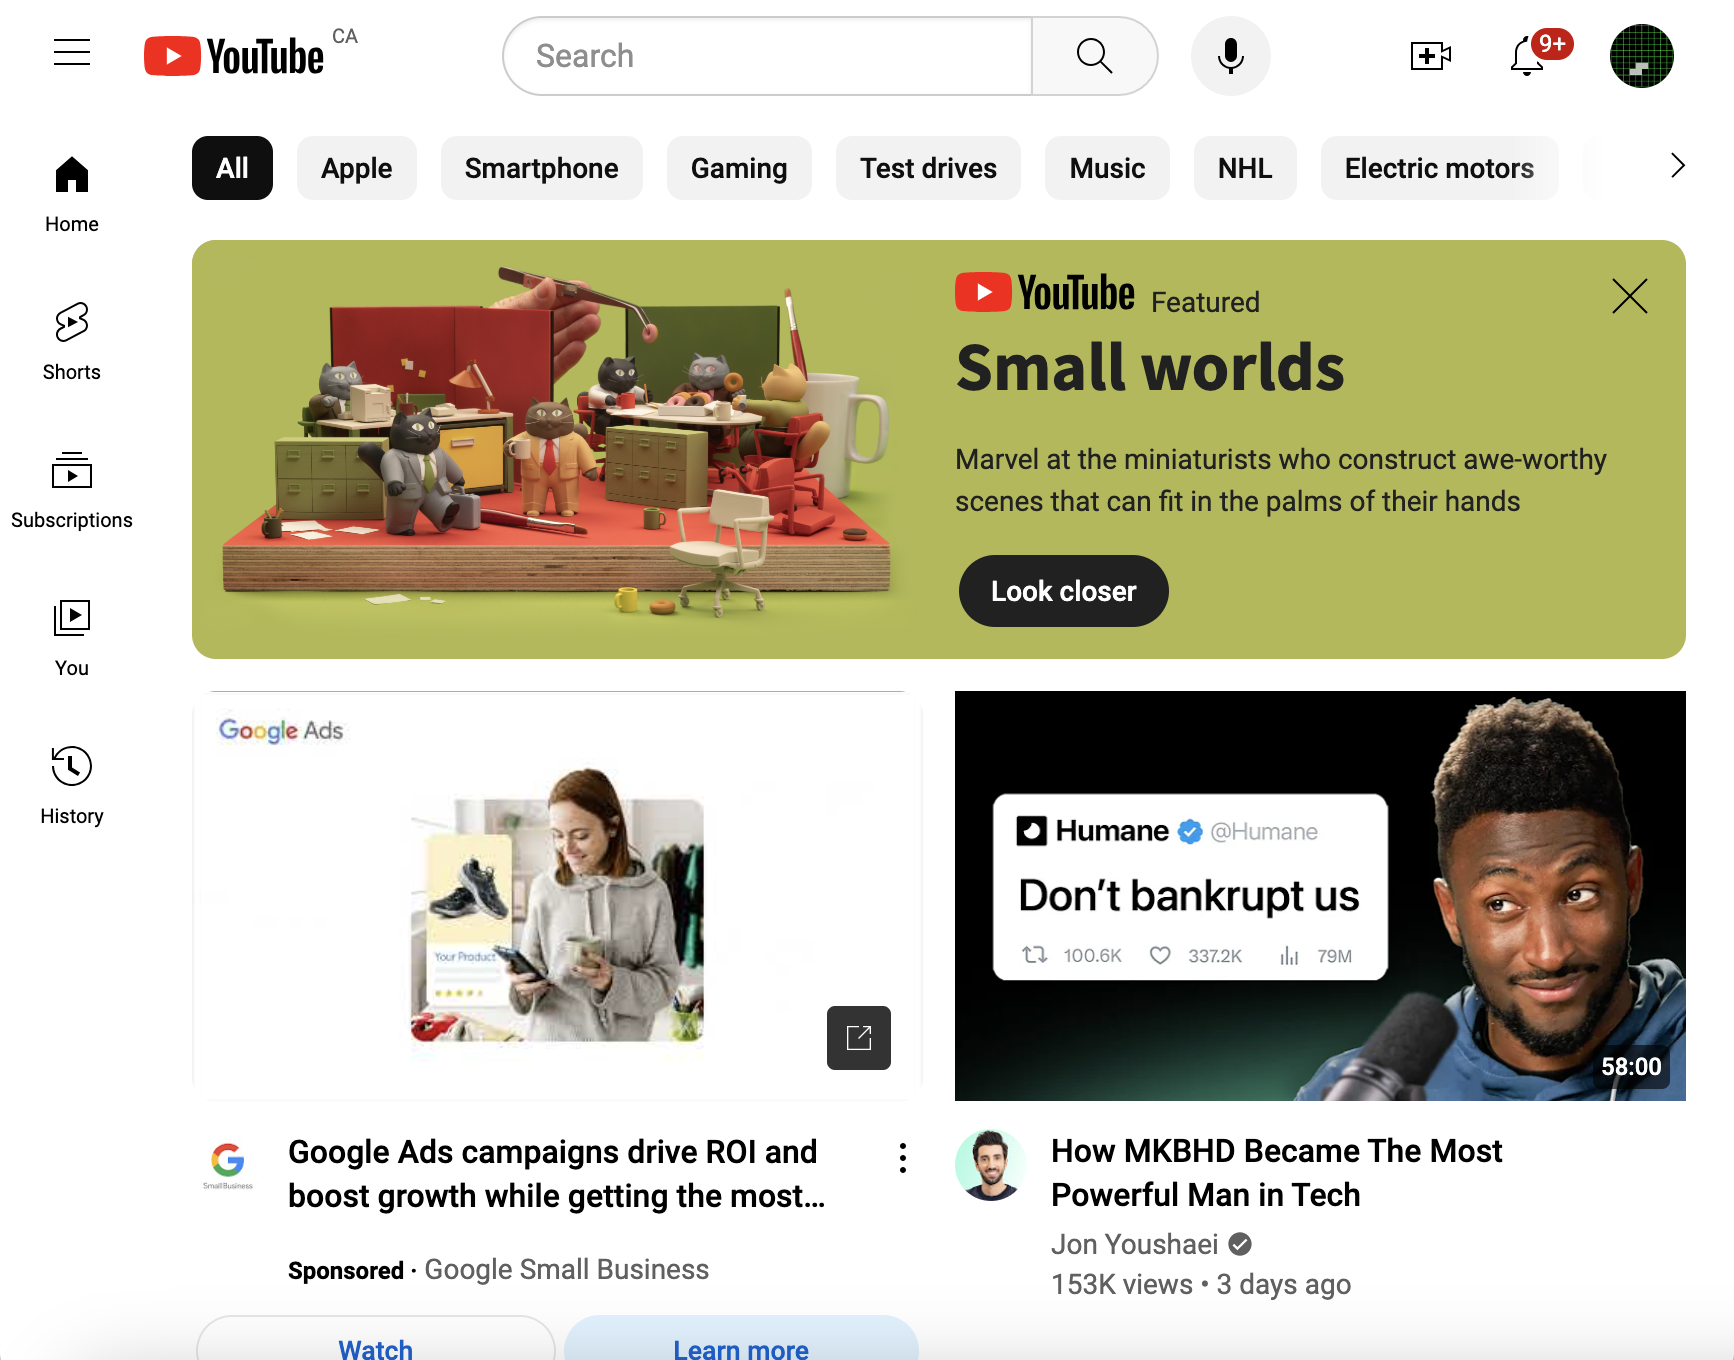 YouTube CA
Search
9+
All
Apple
Smartphone
Gaming
Test drives
Music
NHL
Electric motors
Home
Shorts
Subscriptions
You
History
YouTube Featured
Small worlds
Marvel at the miniaturists who construct awe-worthy
scenes that can fit in the palms of their hands
Look closer
Google Ads
Your Product
Google Ads campaigns drive ROI and
boost growth while getting the most...
Small Business
Sponsored · Google Small Business
Watch
Learn more
Humane @Humane
Don't bankrupt us
100.6K 337.2K 79M
58:00
How MKBHD Became The Most
Powerful Man in Tech
Jon Youshaei
153K views • 3 days ago